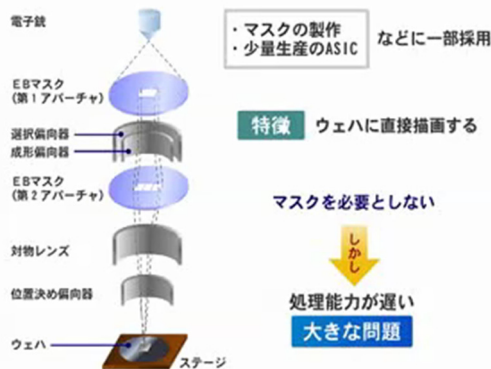 電子銃
EBマスク
(第1アパーチャ)
選択偏向器
成形偏向器
EBマスク
(第2アパーチャ)
対物レンズ
位置決め偏向器
ウェハ
ステージ
・マスクの製作
・少量生産のASIC
などに一部採用
特徴 ウェハに直接描画する
マスクを必要としない
しかし
処理能力が遅い
大きな問題